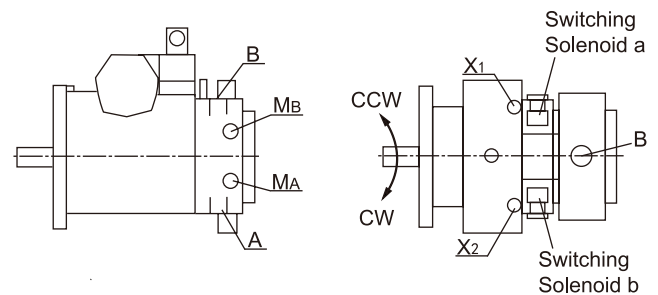 B
MB
MA
A
Switching
Solenoid a
X1
CCW
B
CW
X2
Switching
Solenoid b